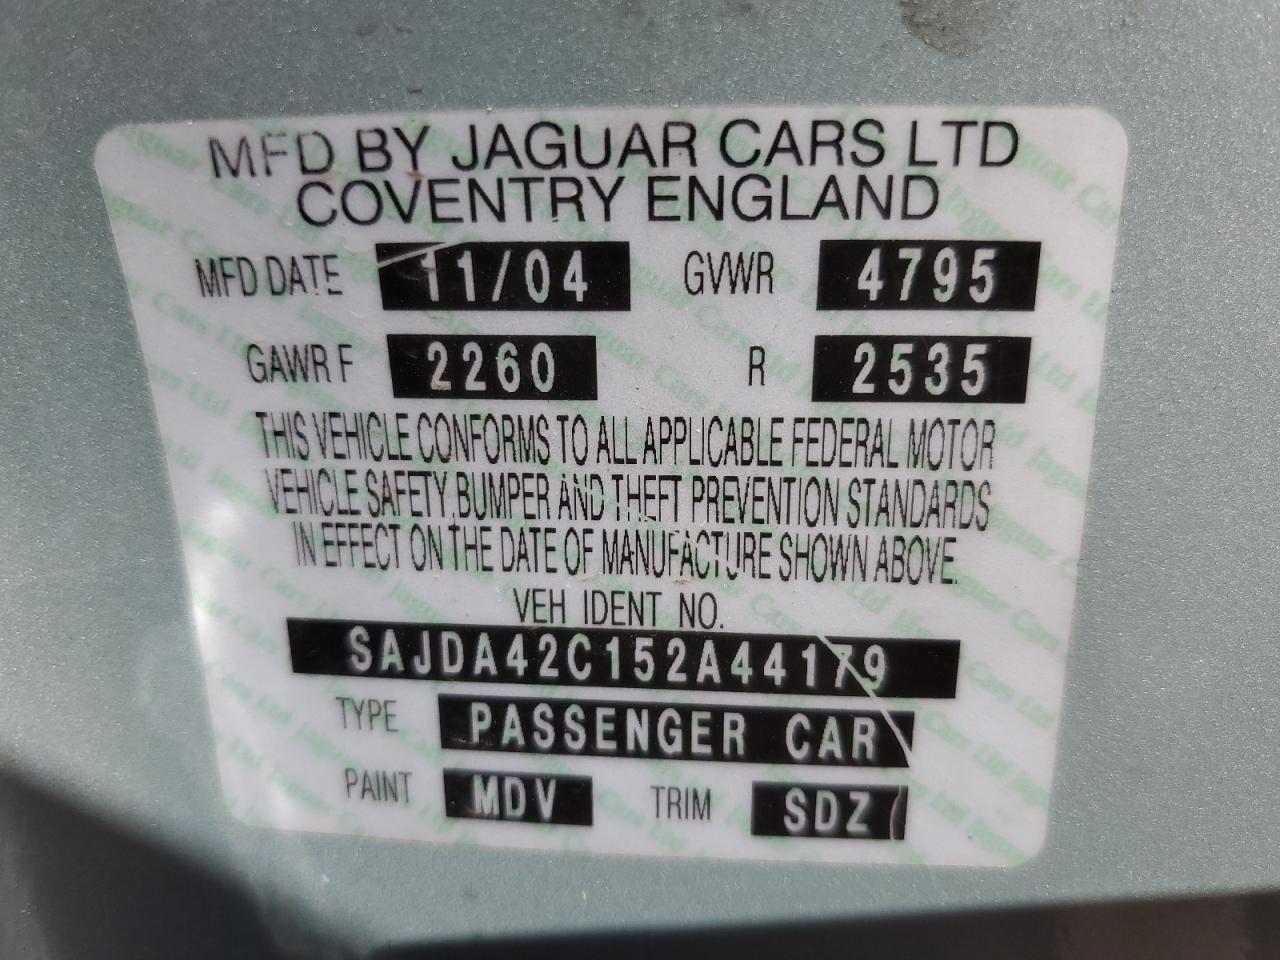 MFD BY JAGUAR CARS LTD
COVENTRY ENGLAND
MFD DATE 11/04 GVWR 4795
GAWR F 2260 R 2535
THIS VEHICLE CONFORMS TO ALL APPLICABLE FEDERAL MOTOR
VEHICLE SAFETY.BUMPER AND THEFT PREVENTION STANDARDS
IN EFFECT ON THE DATE OF MANUFACTURE SHOWN ABOVE.
VEH IDENT NO.
SAJDA42C152A44179
TYPE PASSENGER CAR
PAINT MDV TRIM SDZ